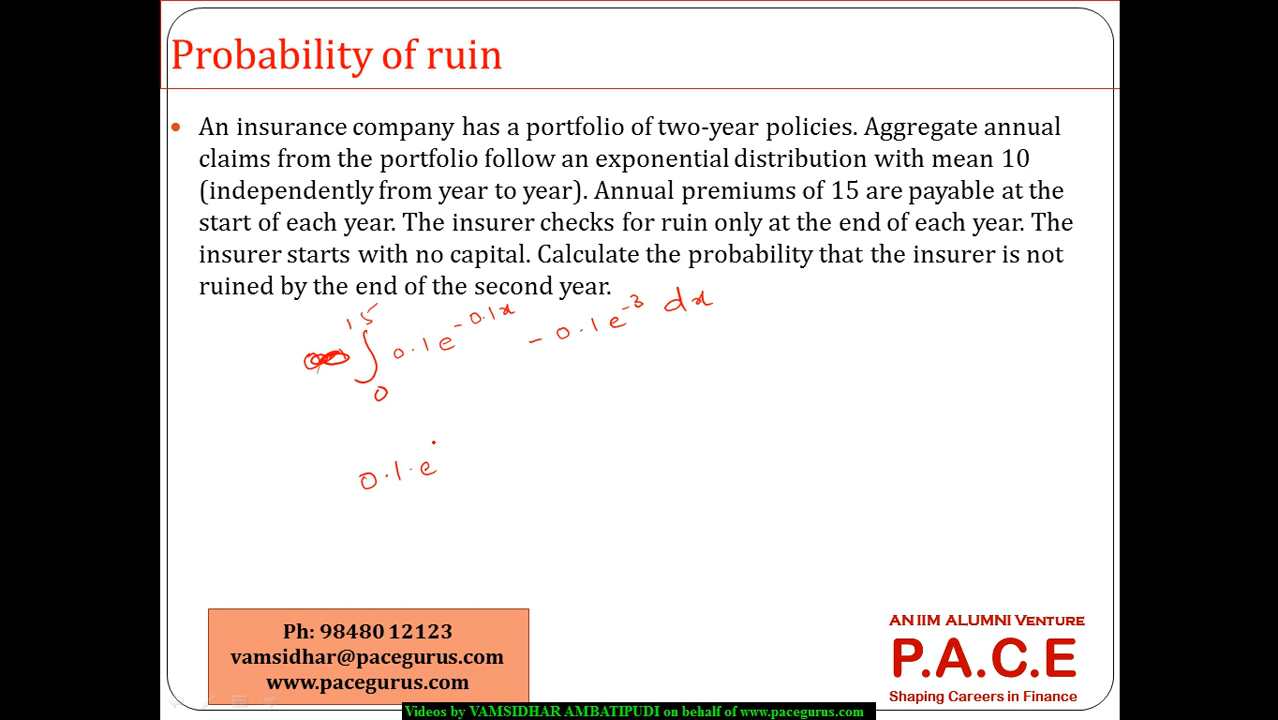 Probability of ruin
• An insurance company has a portfolio of two-year policies. Aggregate annual
claims from the portfolio follow an exponential distribution with mean 10
(independently from year to year). Annual premiums of 15 are payable at the
start of each year. The insurer checks for ruin only at the end of each year. The
insurer starts with no capital. Calculate the probability that the insurer is not
ruined by the end of the second year.
∫₀¹⁵ 0.1e^{-0.1x} - 0.1e^{-3} dx
0.1.e
Ph: 98480 12123
vamsidhar@pacegurus.com
www.pacegurus.com
AN IIM ALUMNI VENTURE
P.A.C.E
Shaping Careers in Finance
Videos by VAMSIDHAR AMBATIPUDI on behalf of www.pacegurus.com